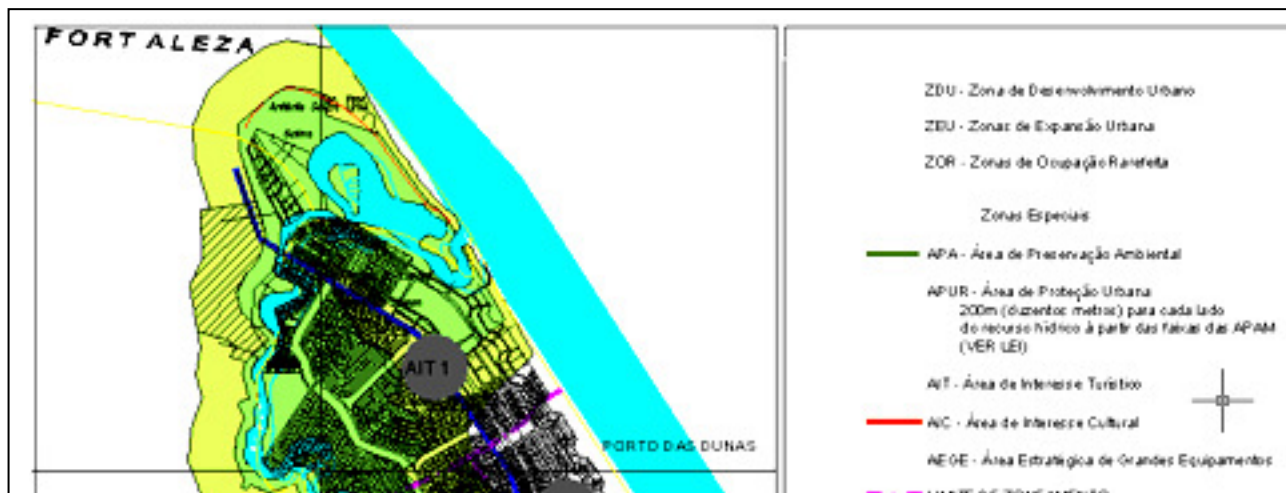 FORTALEZA
AIT 1
PORTO DAS DUNAS
ZDU - Zona de Desenvolvimento Urbano
ZEU - Zonas de Expansão Urbana
ZOR - Zonas de Ocupação Rarefeita
Zonas Especiais
APA - Área de Preservação Ambiental
APUR - Área de Proteção Urbana
200m (duzentos metros) para cada lado
do recurso hídrico à partir das faixas das APAM
(VER LEI)
AIT - Área de Interesse Turístico
AIC - Área de Interesse Cultural
AEGE - Área Estratégica de Grandes Equipamentos